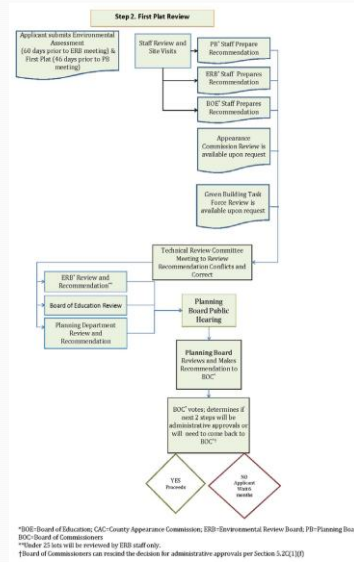 Step 2. First Plat Review
Applicant submits Environmental
Assessment
(60 days prior to ERB meeting) &
First Plat (46 days prior to PB
meeting)
Staff Review and
Site Visits
PB* Staff Prepare
Recommendation
ERB* Staff Prepares
Recommendation
BOE* Staff Prepares
Recommendation
Appearance
Commission Review is
available upon request
Green Building Task
Force Review is
available upon request
Technical Review Committee
Meeting to Review
Recommendation Conflicts and
Correct
ERB* Review and
Recommendation**
Board of Education Review
Planning Department
Review and
Recommendation
Planning
Board Public
Hearing
Planning Board
Reviews and Makes
Recommendation to
BOC*
BOC* votes; determines if
next 2 steps will be
administrative approvals or
will need to come back to
BOC*†
YES
Proceeds
NO
Applicant
Waits
months
*BOE=Board of Education; CAC=County Appearance Commission; ERB=Environmental Review Board; PB=Planning Boa
BOC=Board of Commissioners
**Under 25 lots will be reviewed by ERB staff only.
†Board of Commissioners can rescind the decision for administrative approvals per Section 5.2C(1)(f)